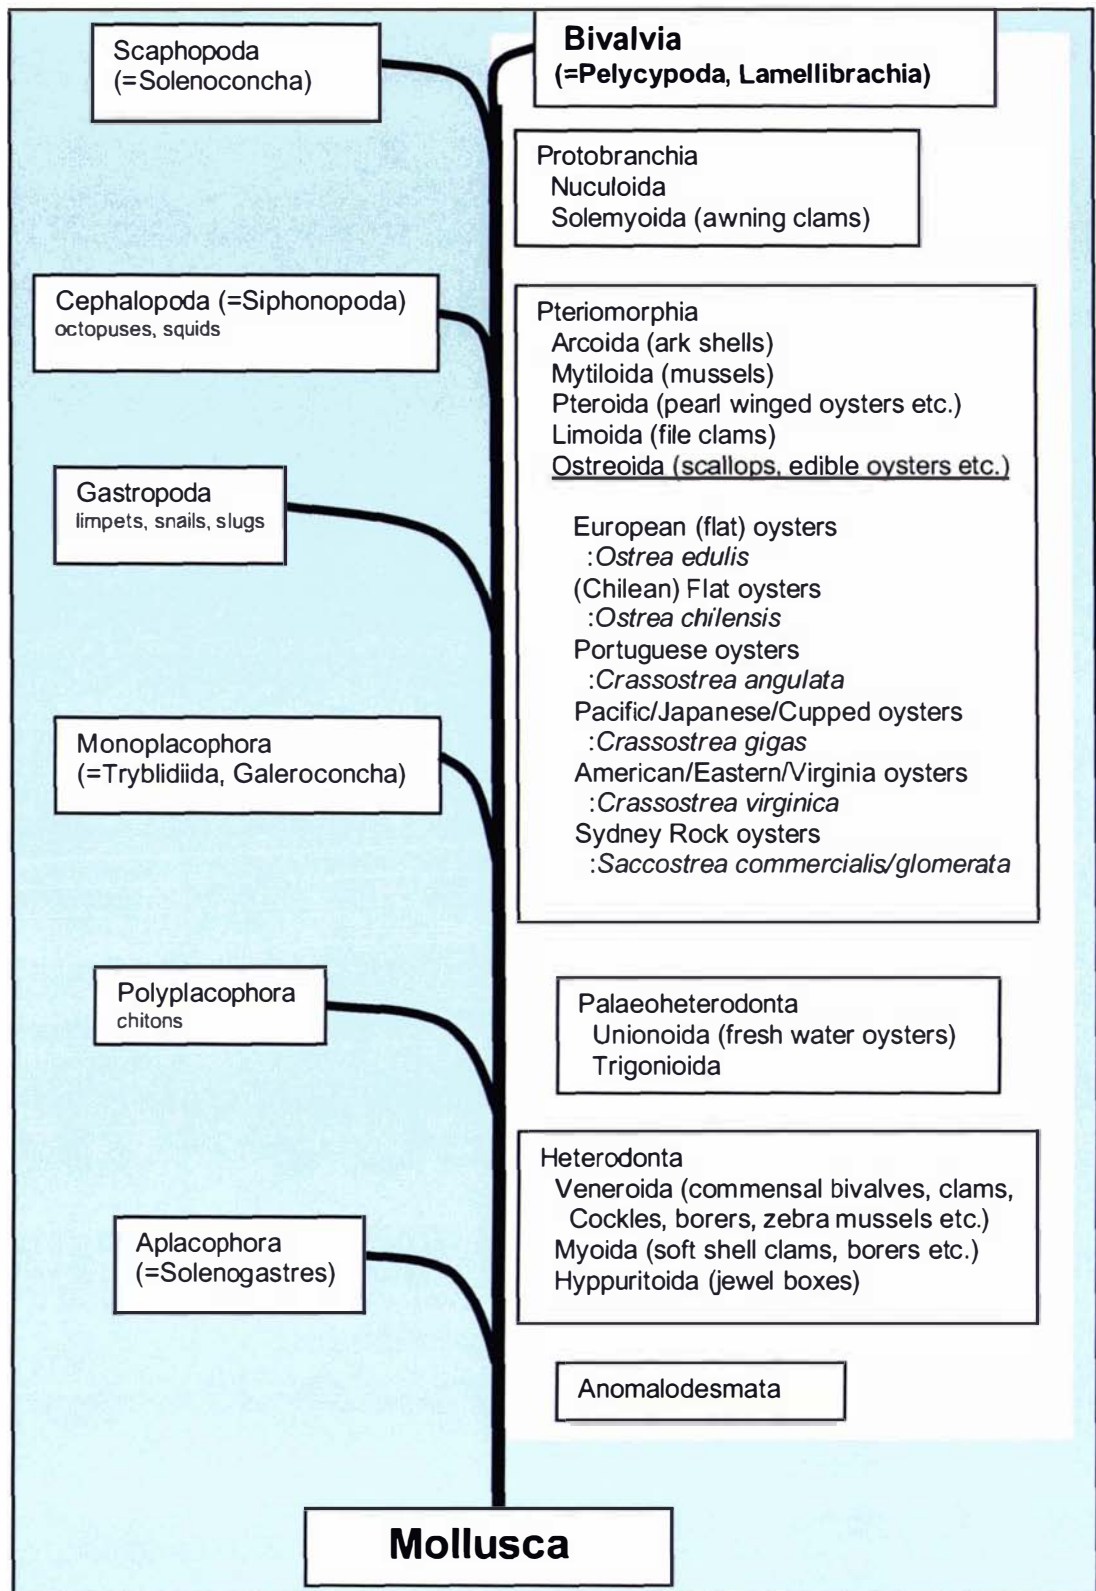 Scaphopoda
(=Solenoconcha)
Cephalopoda (=Siphonopoda)
octopuses, squids
Gastropoda
limpets, snails, slugs
Monoplacophora
(=Tryblidiida, Galeroconcha)
Polyplacophora
chitons
Aplacophora
(=Solenogastres)
Bivalvia
(=Pelycypoda, Lamellibrachia)
Protobranchia
Nuculoida
Solemyoida (awning clams)
Pteriomorphia
Arcoida (ark shells)
Mytiloida (mussels)
Pteroida (pearl winged oysters etc.)
Limoida (file clams)
Ostreoida (scallops, edible oysters etc.)
European (flat) oysters
:Ostrea edulis
(Chilean) Flat oysters
:Ostrea chilensis
Portuguese oysters
:Crassostrea angulata
Pacific/Japanese/Cupped oysters
:Crassostrea gigas
American/Eastern/Virginia oysters
:Crassostrea virginica
Sydney Rock oysters
:Saccostrea commercialis/glomerata
Palaeoheterodonta
Unionoida (fresh water oysters)
Trigonioida
Heterodonta
Veneroida (commensal bivalves, clams,
Cockles, borers, zebra mussels etc.)
Myoida (soft shell clams, borers etc.)
Hyppuritoida (jewel boxes)
Anomalodesmata
Mollusca